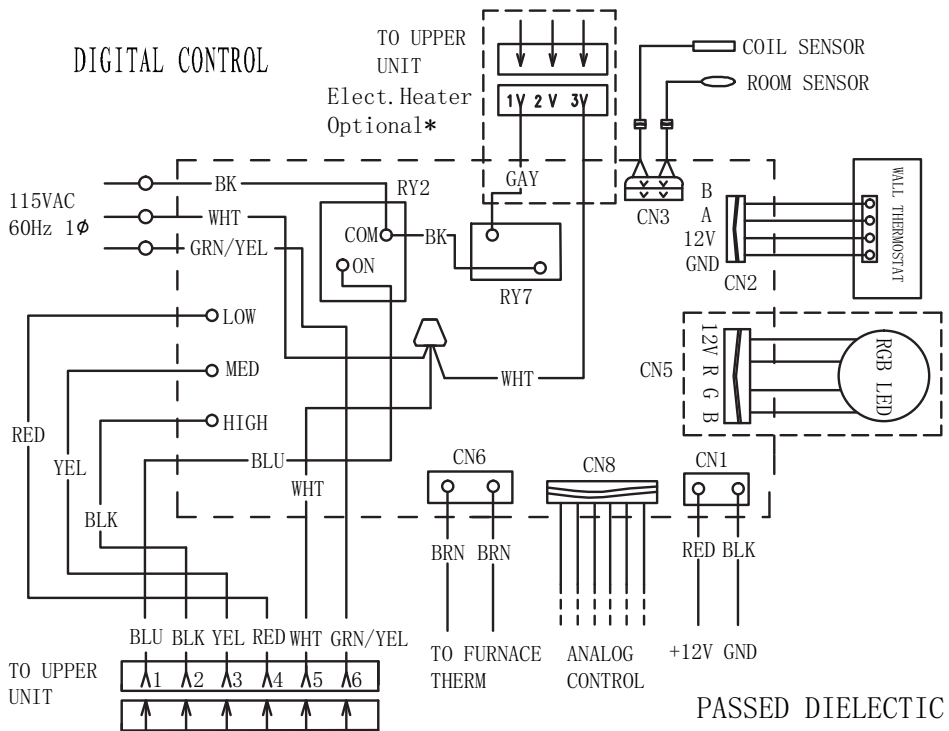 DIGITAL CONTROL
TO UPPER
UNIT
Elect.Heater
Optional*
1 2 3
GAY
COIL SENSOR
ROOM SENSOR
CN3
115VAC
60Hz 1ϕ
BK
WHT
GRN/YEL
RY2
COM
ON
BK
RY7
B
A
12V
GND
CN2
WALL THERMOSTAT
LOW
MED
HIGH
WHT
CN5
12V R G B
RGB LED
RED
YEL
BLK
BLU
WHT
CN6
CN8
CN1
BRN BRN
RED BLK
BLU BLK YEL RED WHT GRN/YEL
TO UPPER
UNIT
1 2 3 4 5 6
TO FURNACE
THERM
ANALOG
CONTROL
+12V GND
PASSED DIELECTIC